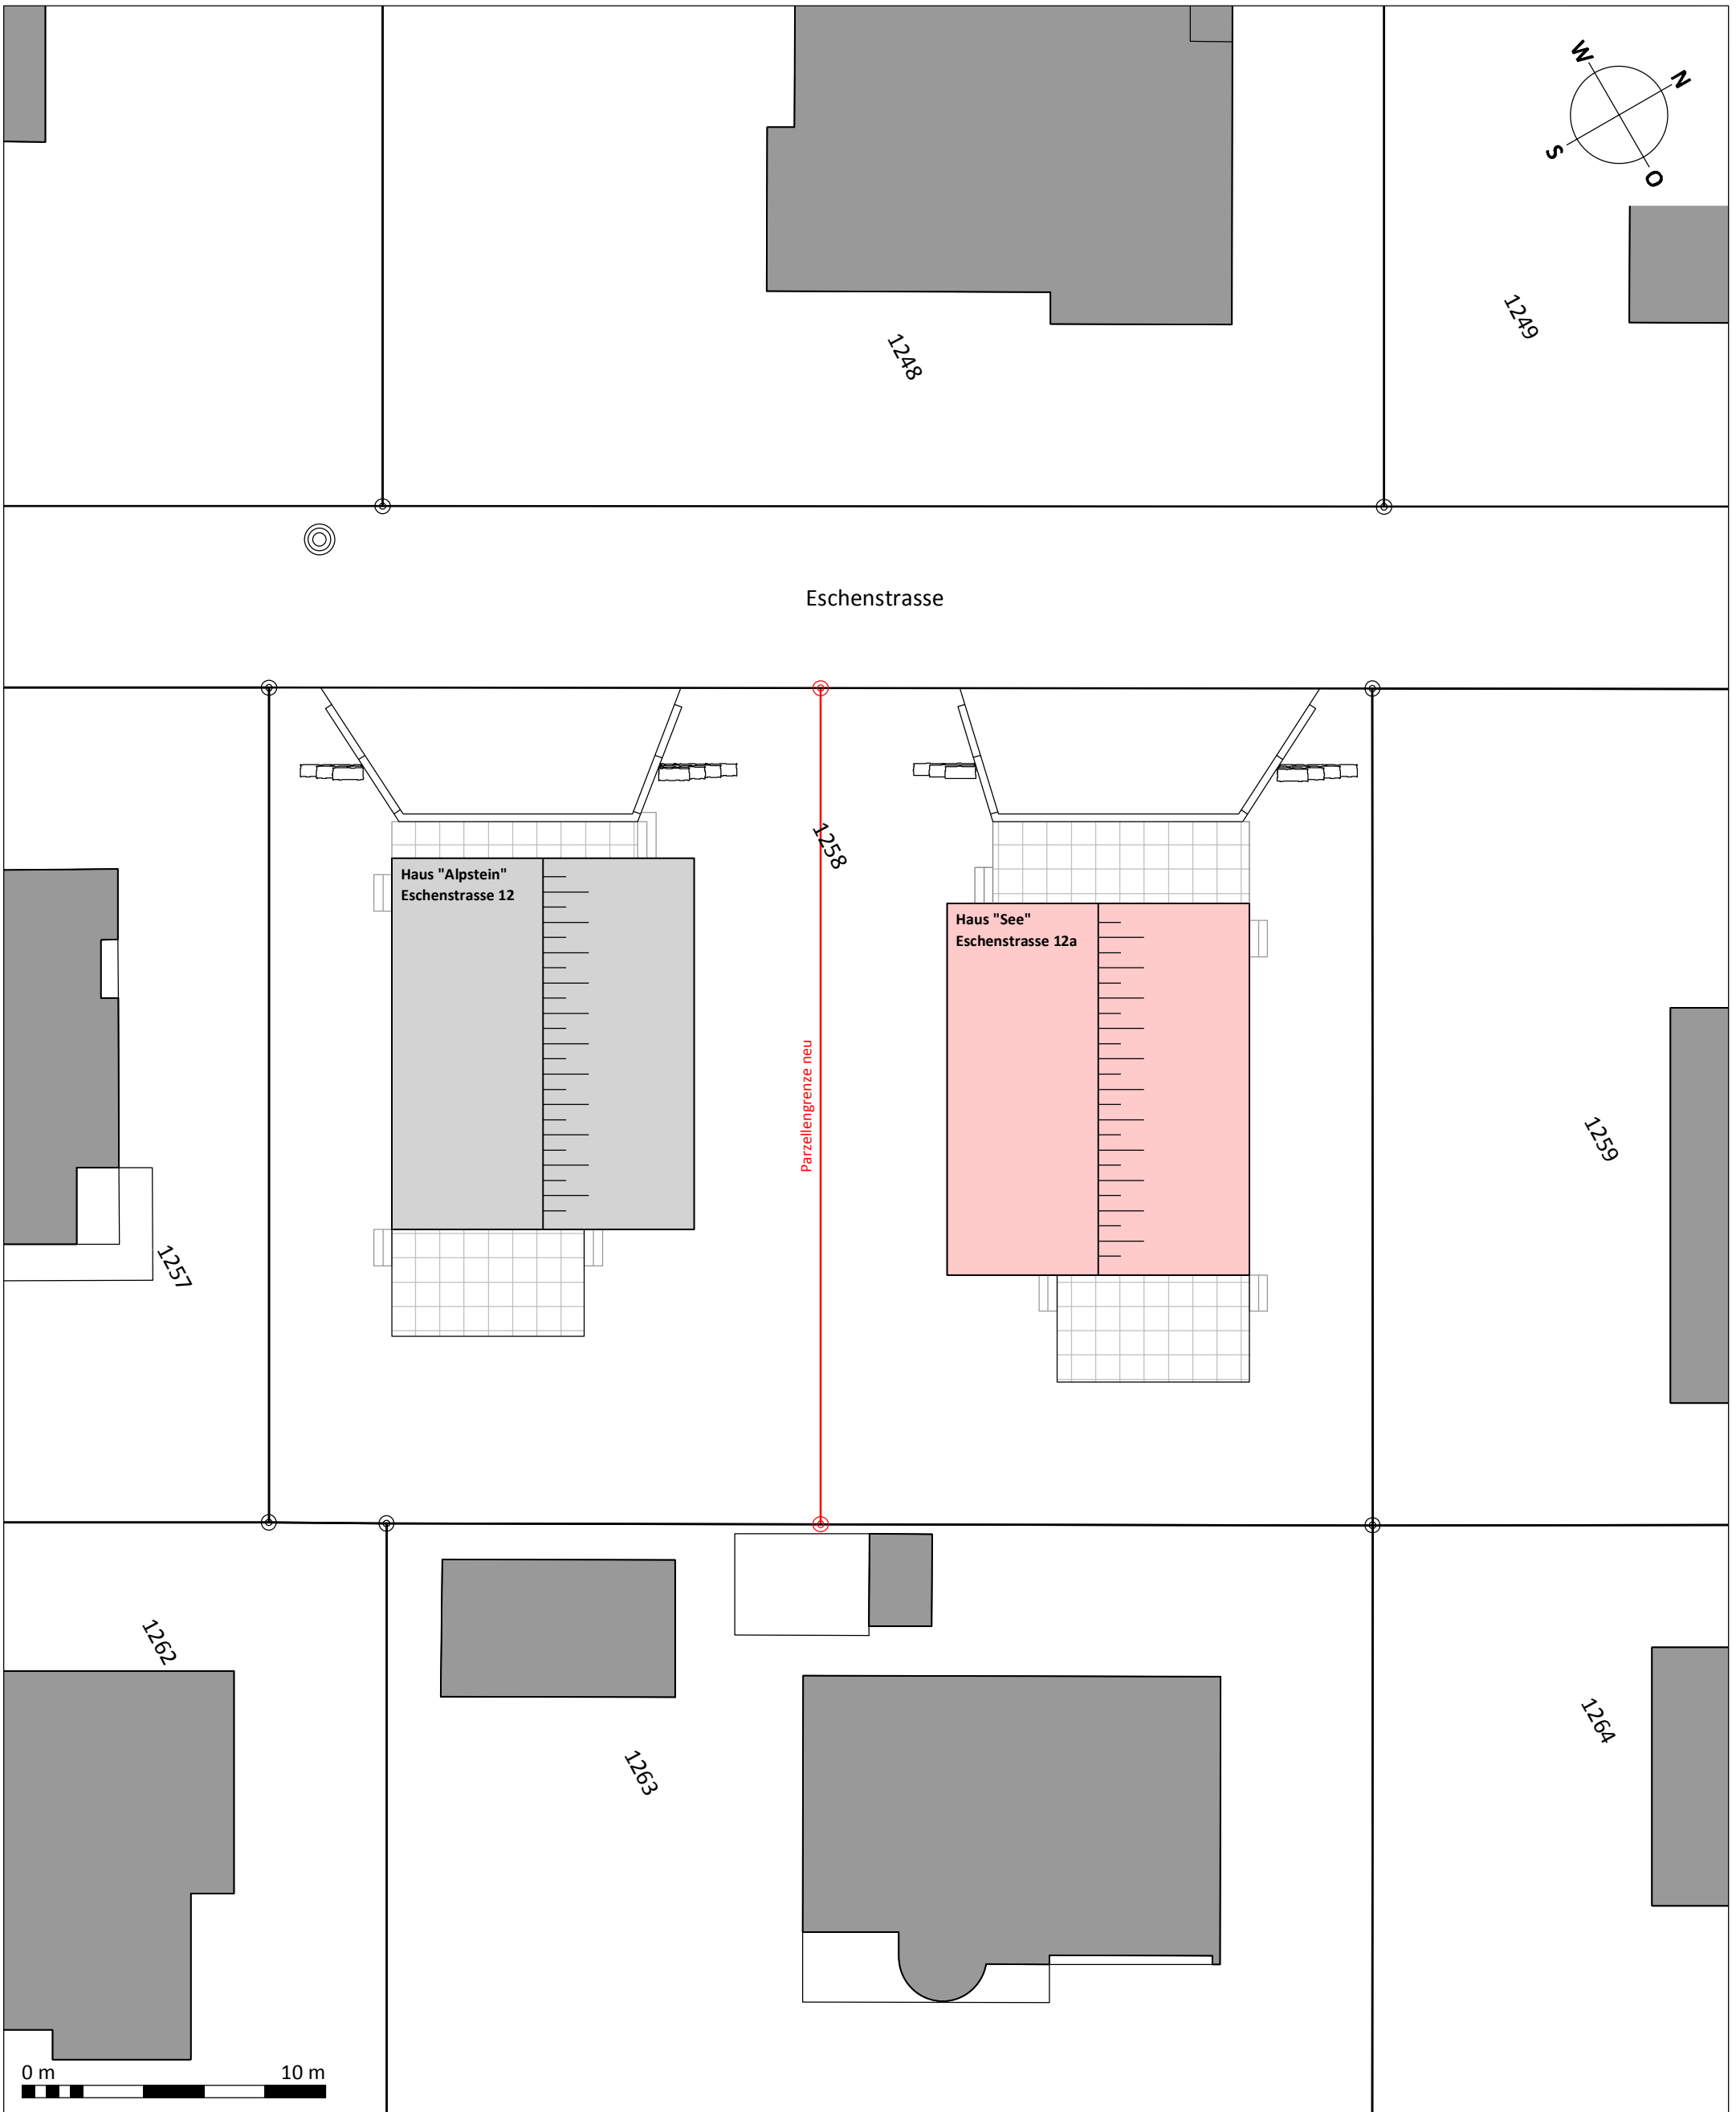 W
N
S
O
1249
1248
Eschenstrasse
1258
Haus "Alpstein"
Eschenstrasse 12
Haus "See"
Eschenstrasse 12a
Parzellengrenze neu
1259
1257
1262
1264
1263
0 m 10 m